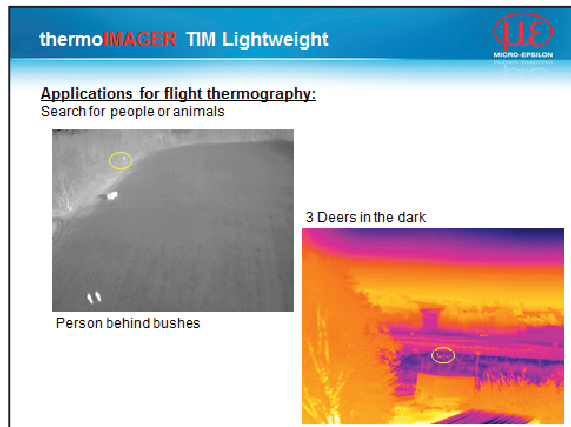 thermoIMAGER TIM Lightweight
με
MICRO-EPSILON
Applications for flight thermography:
Search for people or animals
3 Deers in the dark
Person behind bushes